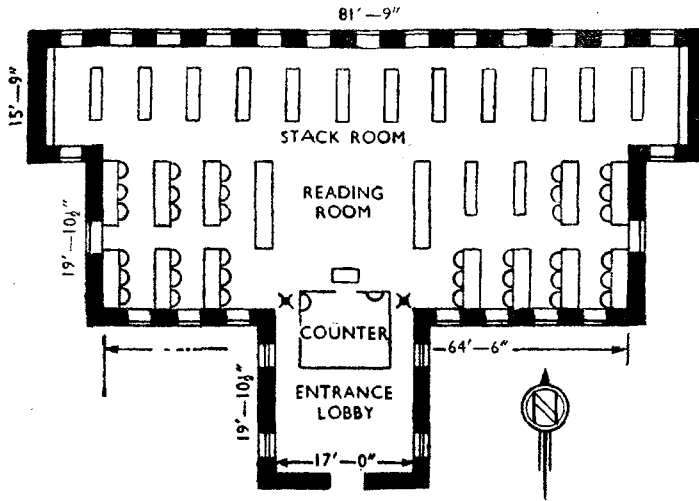 81'—9"
15'—9"
STACK ROOM
READING
ROOM
19'—10½"
COUNTER
64'—6"
ENTRANCE
LOBBY
19'—10½"
17'—0"
N